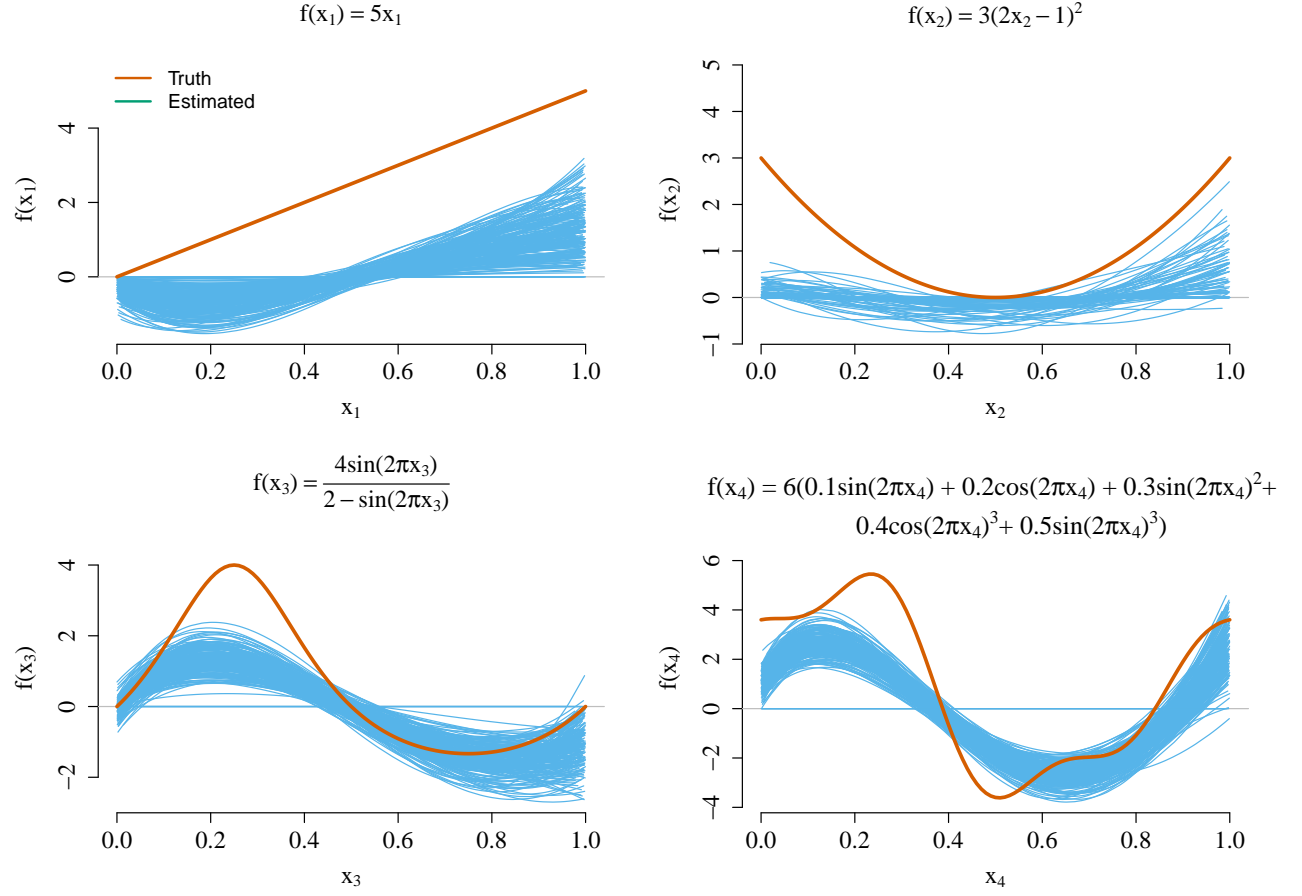 f(x₁) = 5x₁
Truth
Estimated
f(x₁)
0 2 4
0.0 0.2 0.4 0.6 0.8 1.0
x₁
f(x₂) = 3(2x₂ − 1)²
f(x₂)
−1 0 1 2 3 4 5
0.0 0.2 0.4 0.6 0.8 1.0
x₂
f(x₃) = 4sin(2πx₃)
2 − sin(2πx₃)
f(x₃)
−2 0 2 4
0.0 0.2 0.4 0.6 0.8 1.0
x₃
f(x₄) = 6(0.1sin(2πx₄) + 0.2cos(2πx₄) + 0.3sin(2πx₄)²+
0.4cos(2πx₄)³+ 0.5sin(2πx₄)³)
f(x₄)
−4 −2 0 2 4 6
0.0 0.2 0.4 0.6 0.8 1.0
x₄